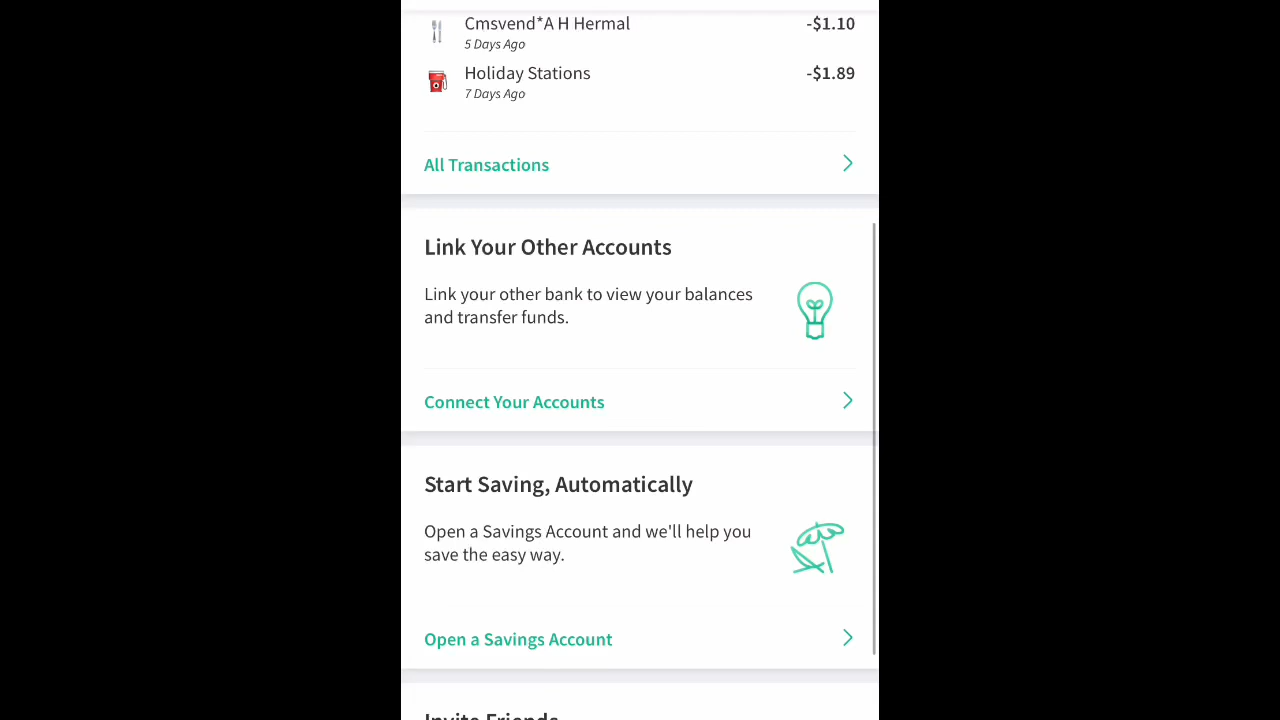 Cmsvend*A H Hermal -$1.10
5 Days Ago
Holiday Stations -$1.89
7 Days Ago
All Transactions
Link Your Other Accounts
Link your other bank to view your balances
and transfer funds.
Connect Your Accounts
Start Saving, Automatically
Open a Savings Account and we'll help you
save the easy way.
Open a Savings Account
Invite Friends